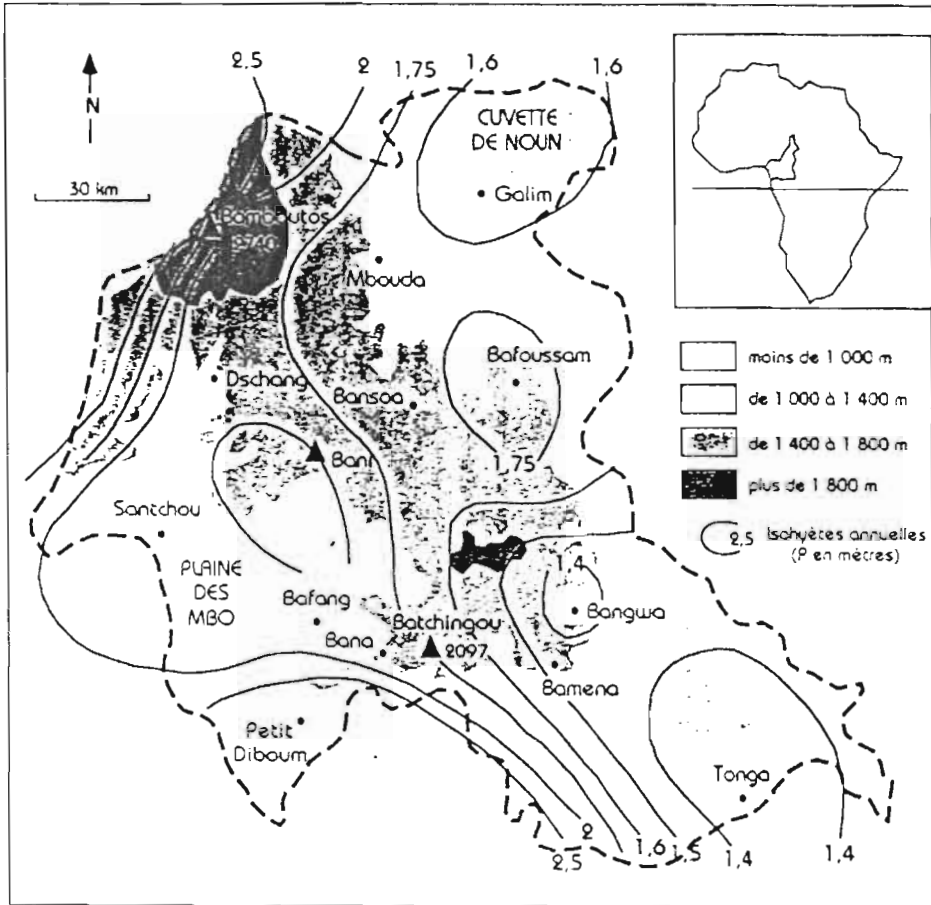 2,5
2
1,75
1,6
1,6
N
30 km
CUVETTE
DE NOUN
Galim
Bamboutos
2740
Mbouda
Bafoussam
Dschang
Bansoa
1,75
Bani
Santchou
PLAINE
DES
MBO
1,4
Bafang
Bangwa
Batchingou
Bana
2097
Bamena
Petit
Diboum
Tonga
2
2,5
1,6
1,5
1,4
1,4
moins de 1 000 m
de 1 000 à 1 400 m
de 1 400 à 1 800 m
plus de 1 800 m
2,5 Isohyètes annuelles
(P en mètres)